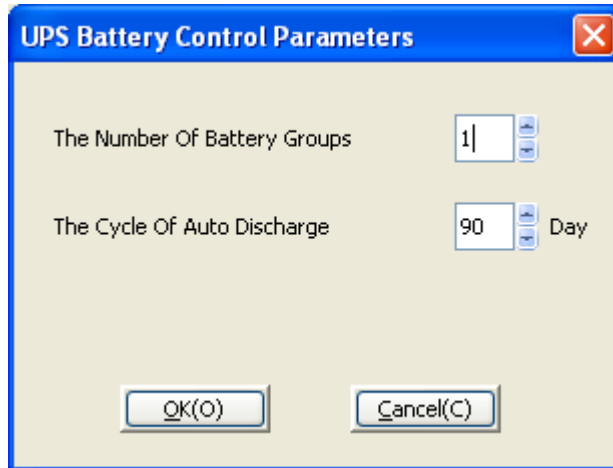 UPS Battery Control Parameters
The Number Of Battery Groups 1
The Cycle Of Auto Discharge 90 Day
OK(O) Cancel(C)